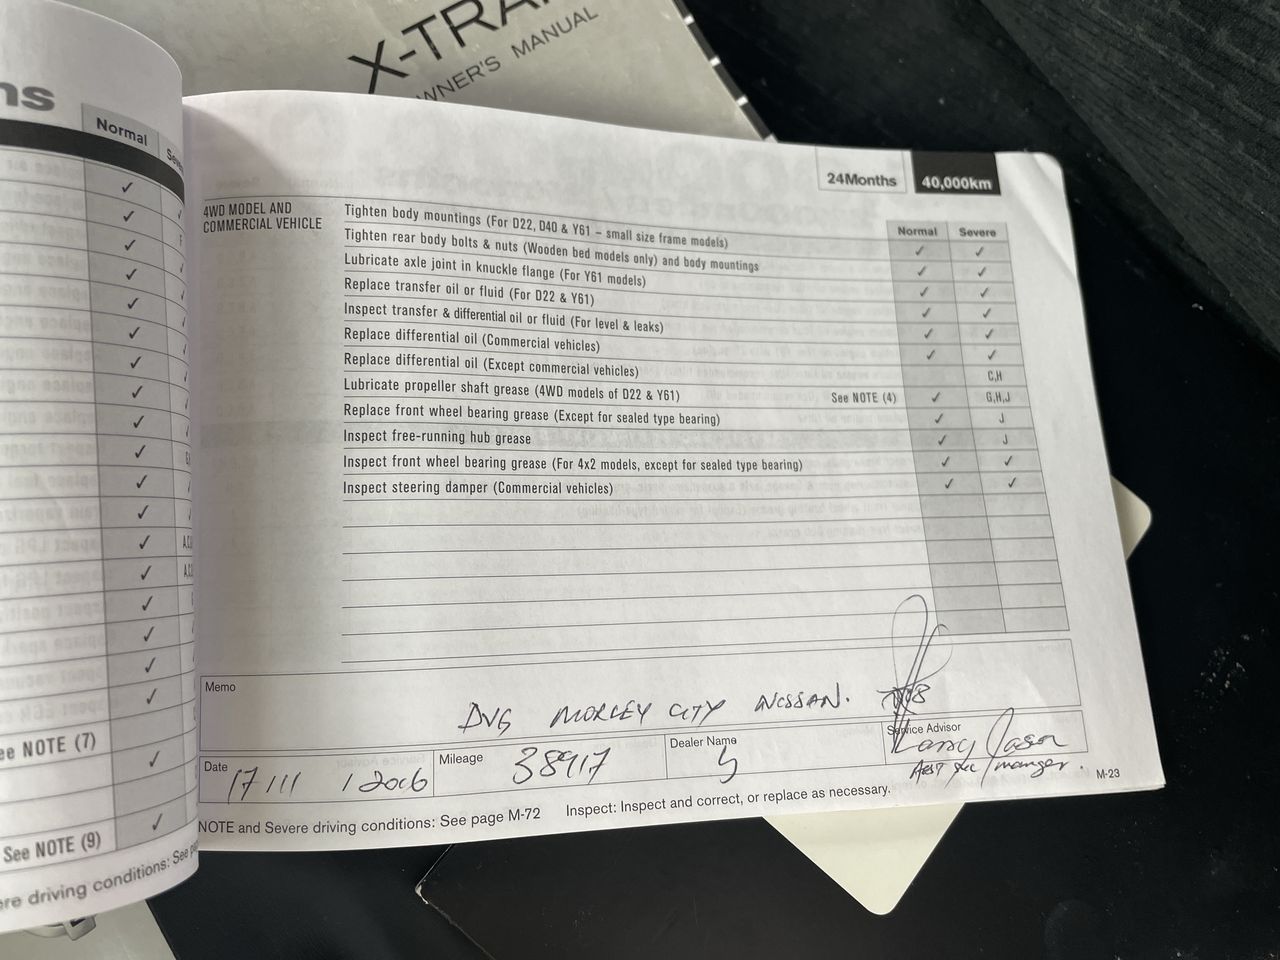 X-TRA
WNER'S MANUAL
ns
Normal
24Months 40,000km
4WD MODEL AND
COMMERCIAL VEHICLE
Normal Severe
Tighten body mountings (For D22, D40 & Y61 – small size frame models) ✓ ✓
Tighten rear body bolts & nuts (Wooden bed models only) and body mountings ✓ ✓
Lubricate axle joint in knuckle flange (For Y61 models) ✓ ✓
Replace transfer oil or fluid (For D22 & Y61) ✓ ✓
Inspect transfer & differential oil or fluid (For level & leaks) ✓ ✓
Replace differential oil (Commercial vehicles) ✓ ✓
Replace differential oil (Except commercial vehicles) C,H
Lubricate propeller shaft grease (4WD models of D22 & Y61) See NOTE (4) ✓ G,H,J
Replace front wheel bearing grease (Except for sealed type bearing) ✓ J
Inspect free-running hub grease ✓ J
Inspect front wheel bearing grease (For 4x2 models, except for sealed type bearing) ✓ ✓
Inspect steering damper (Commercial vehicles) ✓ ✓
Memo
DVG MORLEY CITY NISSAN.
Date 17/11/2006
Mileage 38917
Dealer Name
Service Advisor
M-23
NOTE and Severe driving conditions: See page M-72 Inspect: Inspect and correct, or replace as necessary.
ee NOTE (7)
See NOTE (9)
ere driving conditions: See